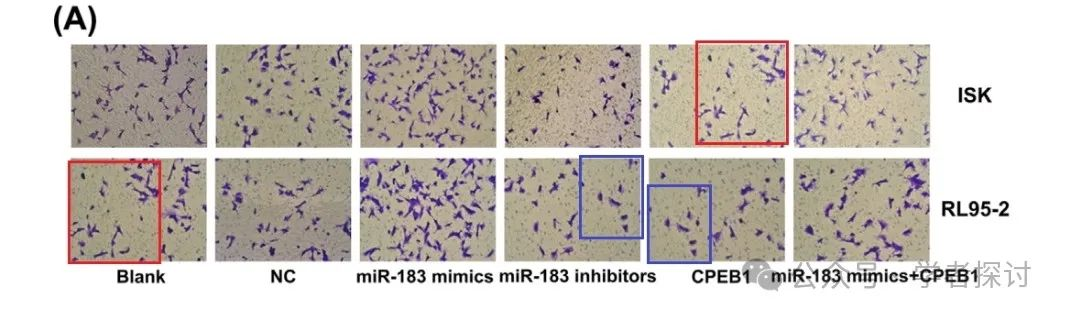 (A)
ISK
RL95-2
Blank NC miR-183 mimics miR-183 inhibitors CPEB1 miR-183 mimics+CPEB1
公众号 · 学者探讨